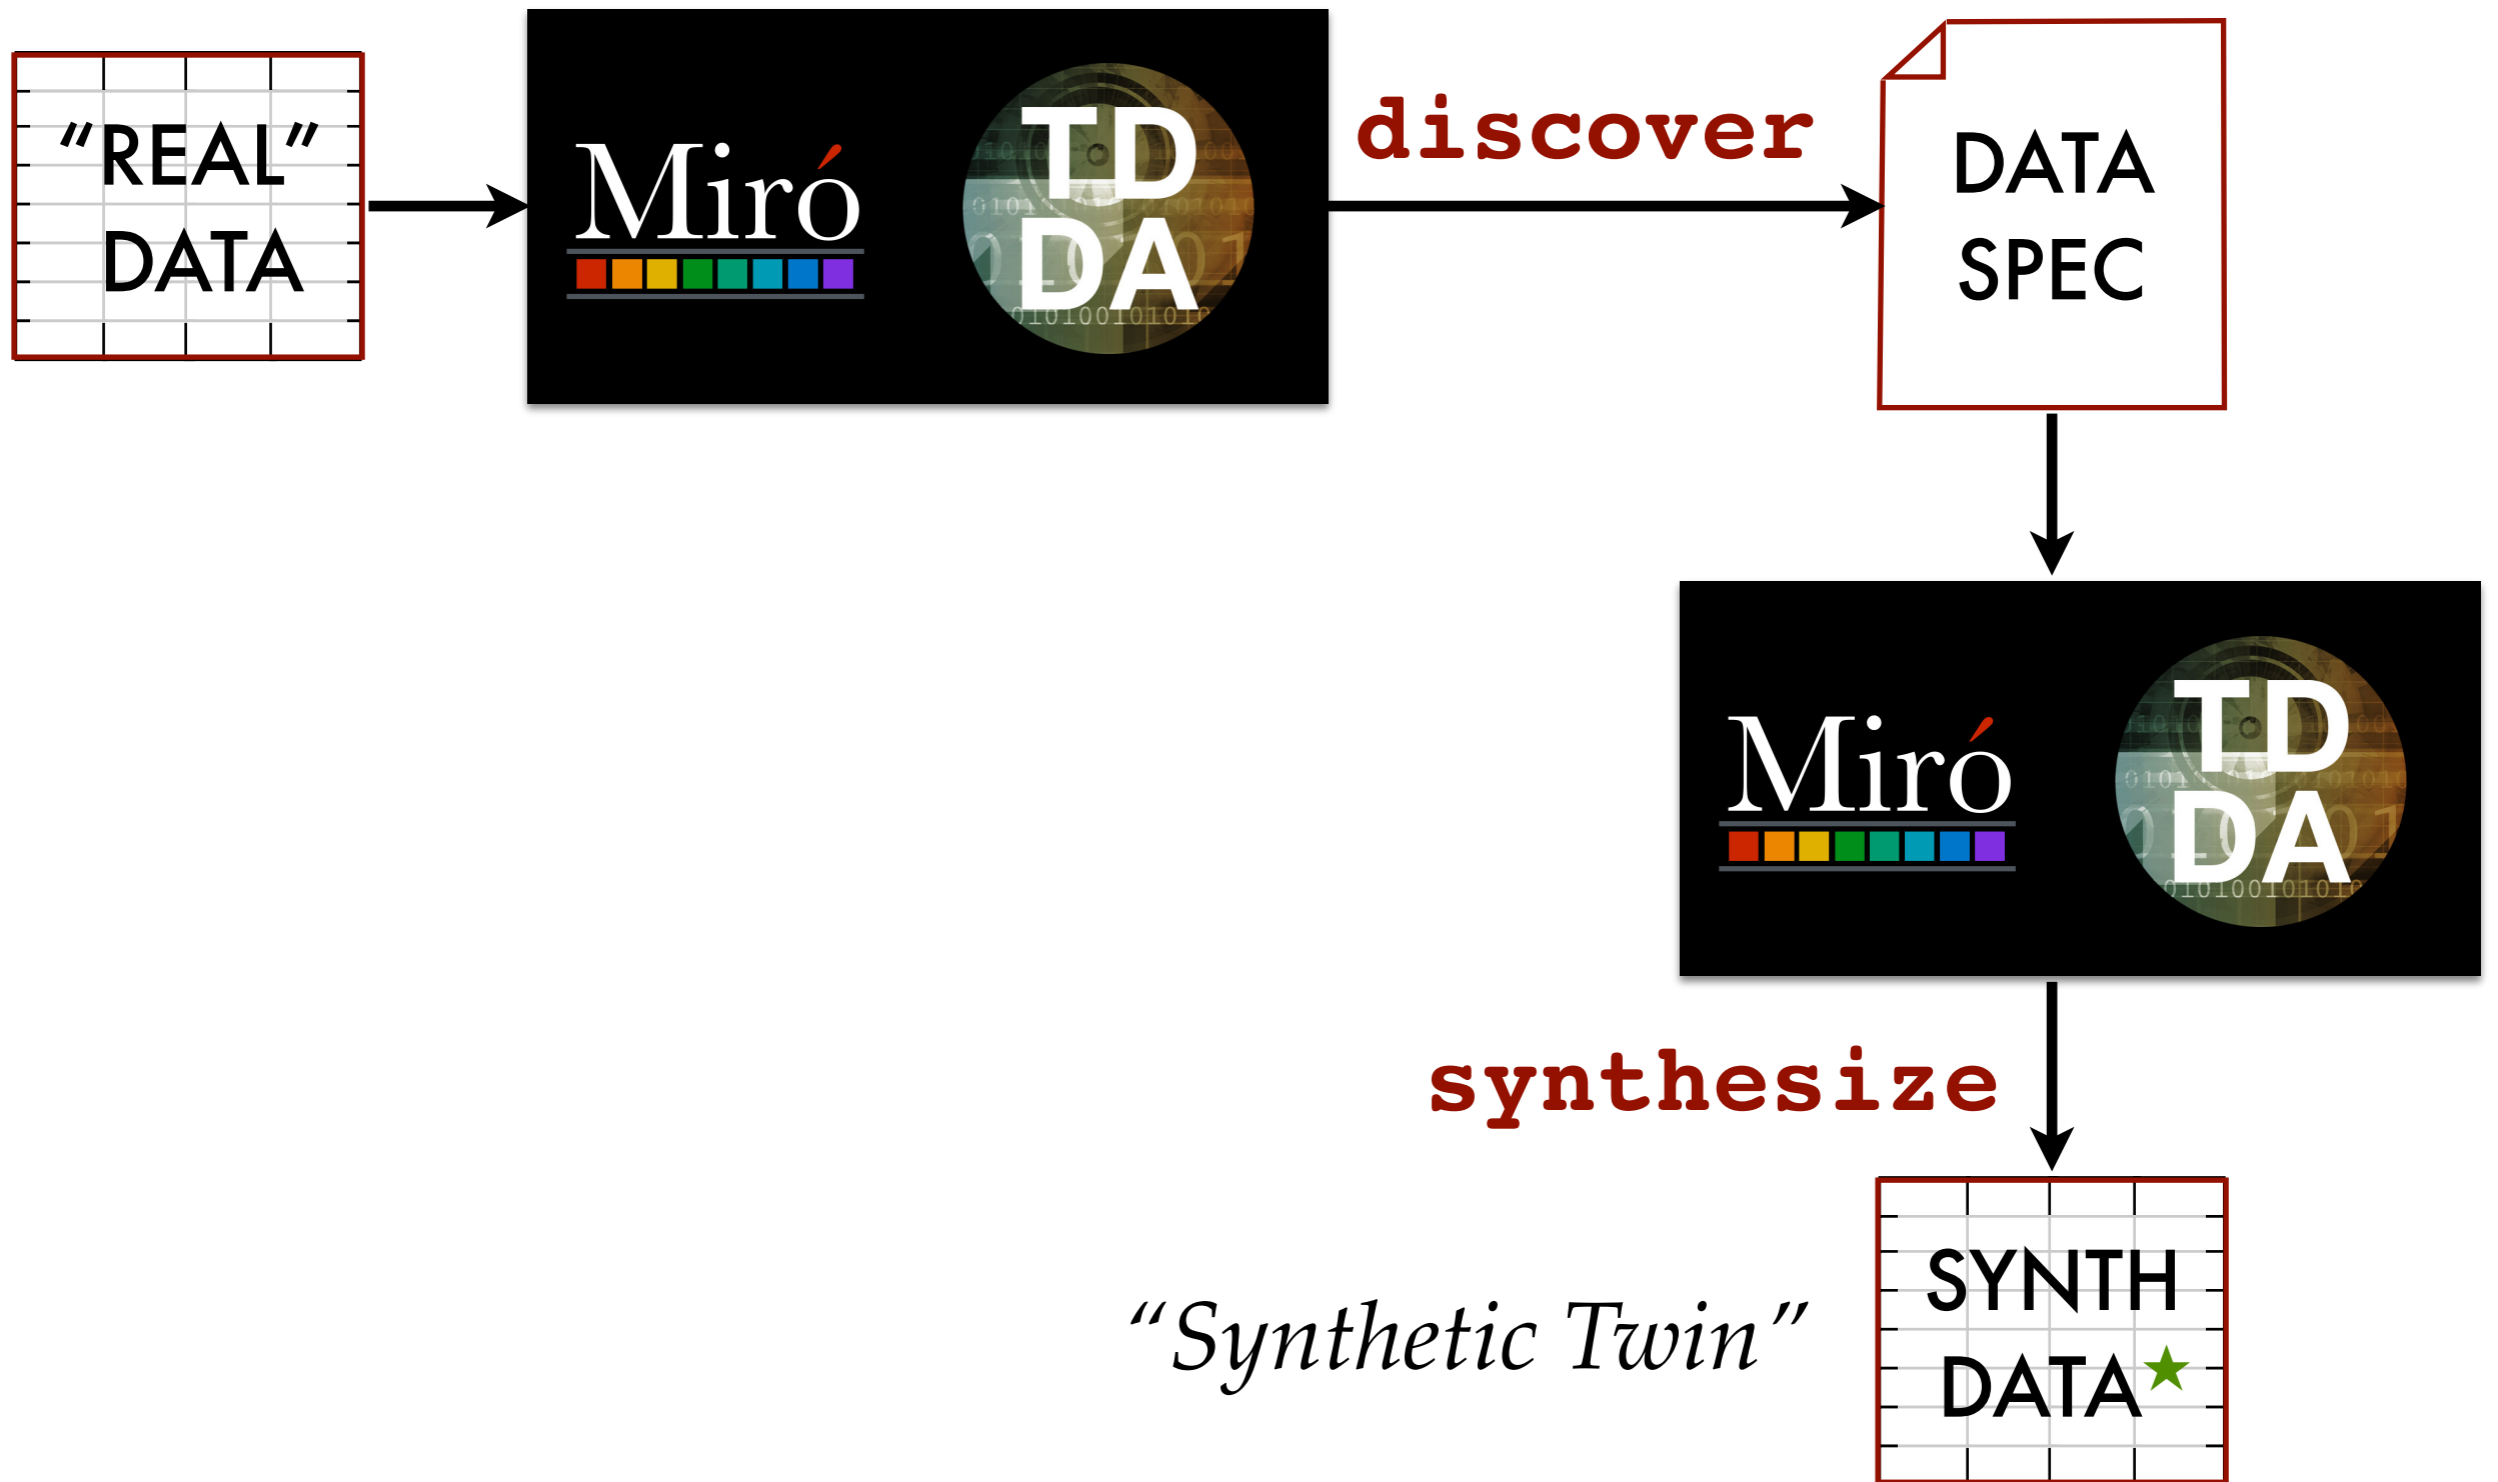 “REAL”
DATA
Miró
TD
DA
discover
DATA
SPEC
Miró
TD
DA
synthesize
“Synthetic Twin”
SYNTH
DATA★